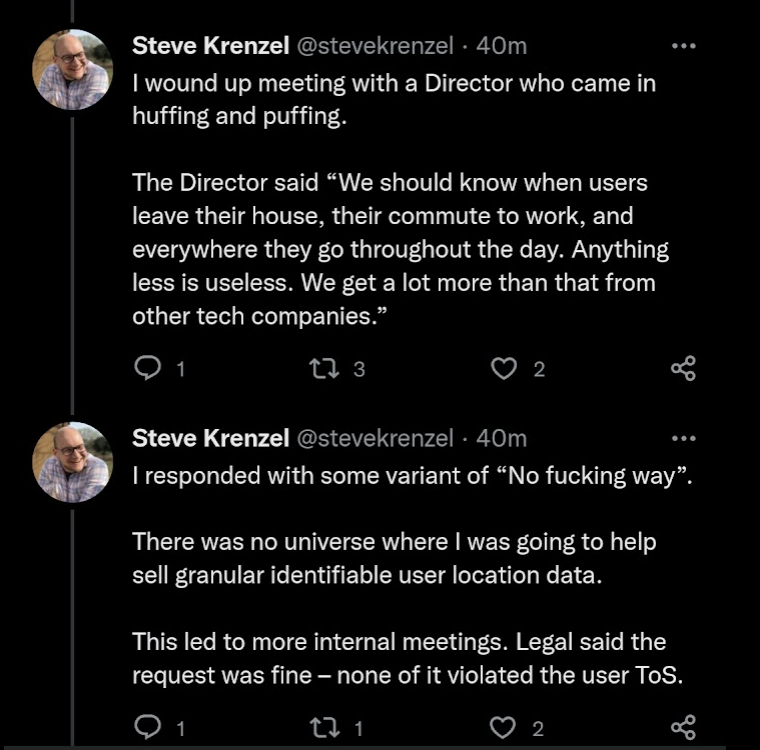 Steve Krenzel @stevekrenzel · 40m
I wound up meeting with a Director who came in
huffing and puffing.
The Director said “We should know when users
leave their house, their commute to work, and
everywhere they go throughout the day. Anything
less is useless. We get a lot more than that from
other tech companies.”
1 3 2
Steve Krenzel @stevekrenzel · 40m
I responded with some variant of “No fucking way”.
There was no universe where I was going to help
sell granular identifiable user location data.
This led to more internal meetings. Legal said the
request was fine – none of it violated the user ToS.
1 1 2